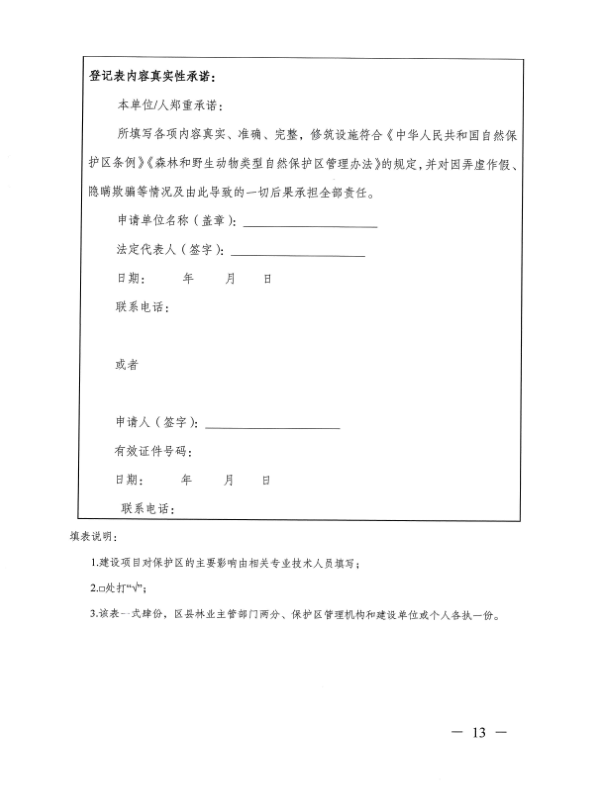 登记表内容真实性承诺：
本单位/人郑重承诺：
所填写各项内容真实、准确、完整，修筑设施符合《中华人民共和国自然保
护区条例》《森林和野生动物类型自然保护区管理办法》的规定，并对因弄虚作假、
隐瞒欺骗等情况及由此导致的一切后果承担全部责任。
申请单位名称（盖章）：
法定代表人（签字）：
日期： 年 月 日
联系电话：
或者
申请人（签字）：
有效证件号码：
日期： 年 月 日
联系电话：
填表说明：
1.建设项目对保护区的主要影响由相关专业技术人员填写；
2.□处打“√”；
3.该表一式肆份，区县林业主管部门两分、保护区管理机构和建设单位或个人各执一份。
— 13 —